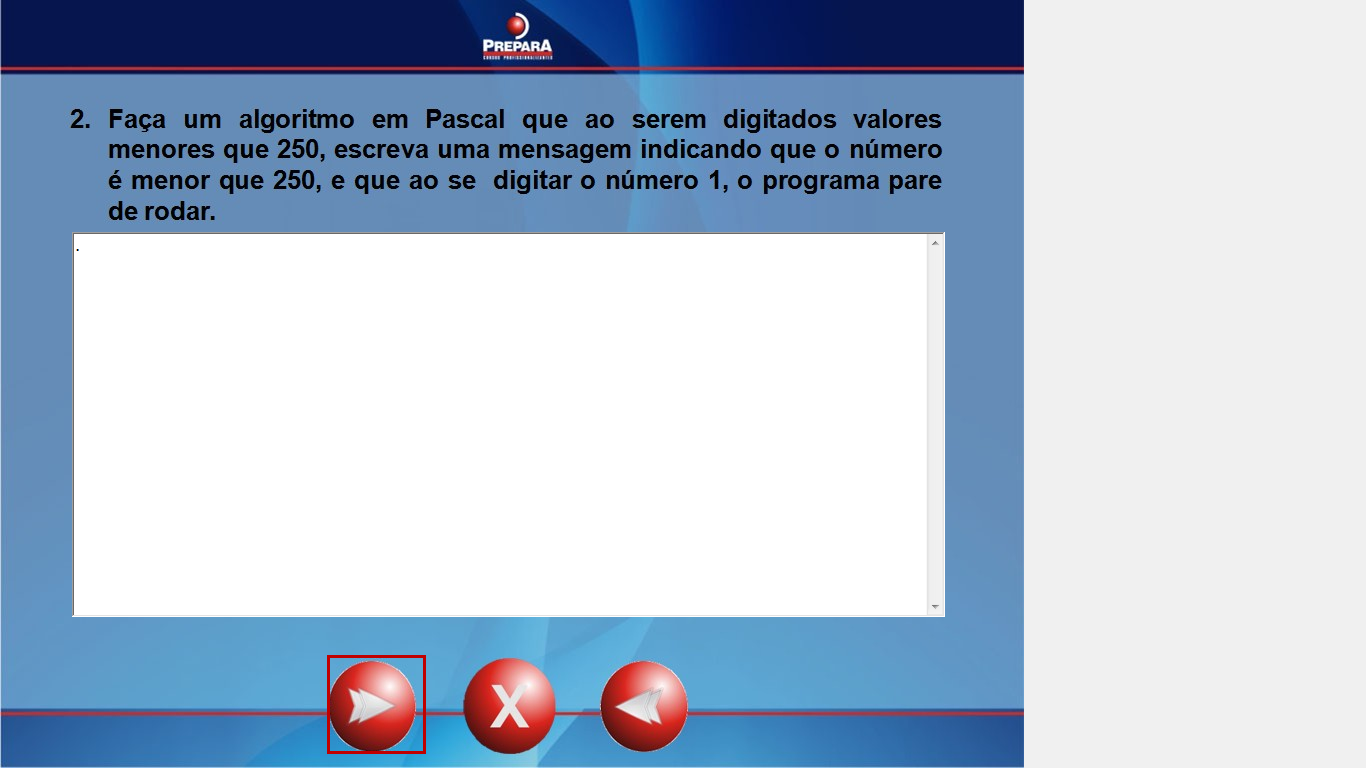 PREPARA
CURSOS PROFISSIONALIZANTES
2. Faça um algoritmo em Pascal que ao serem digitados valores
menores que 250, escreva uma mensagem indicando que o número
é menor que 250, e que ao se digitar o número 1, o programa pare
de rodar.
.
X